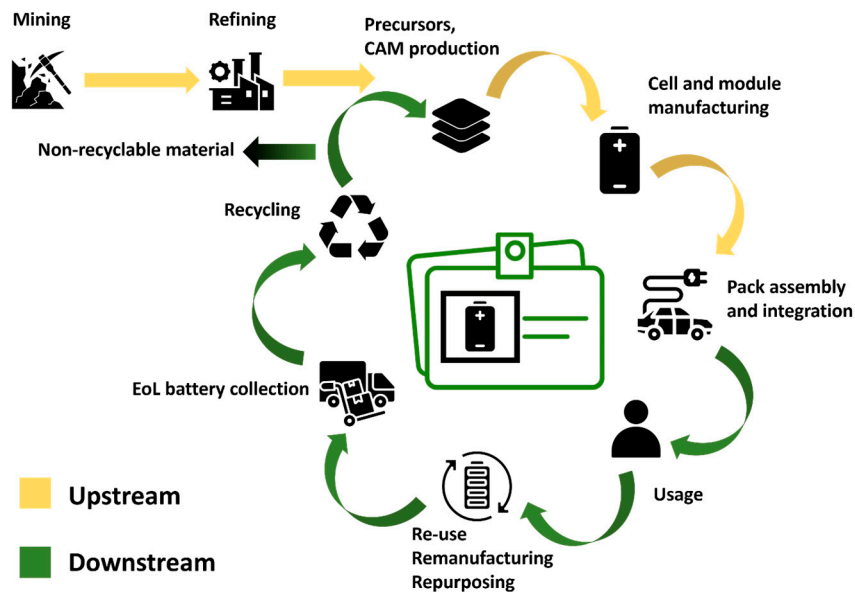 Mining
Refining
Precursors,
CAM production
Cell and module
manufacturing
Non-recyclable material
Recycling
Pack assembly
and integration
EoL battery collection
Usage
Re-use
Remanufacturing
Repurposing
Upstream
Downstream